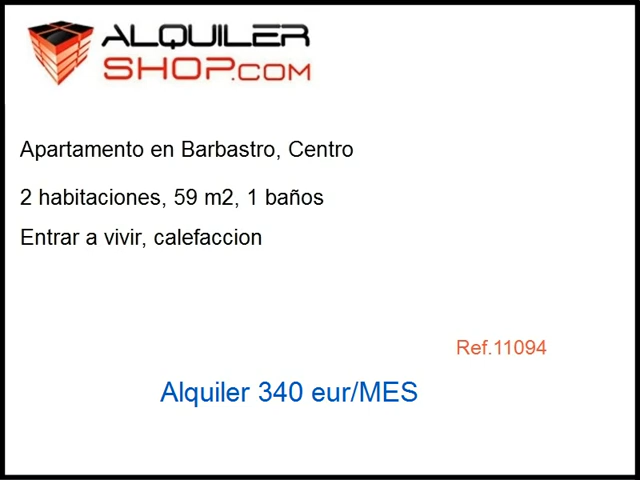 ALQUILER
SHOP.COM
Apartamento en Barbastro, Centro
2 habitaciones, 59 m2, 1 baños
Entrar a vivir, calefaccion
Ref.11094
Alquiler 340 eur/MES